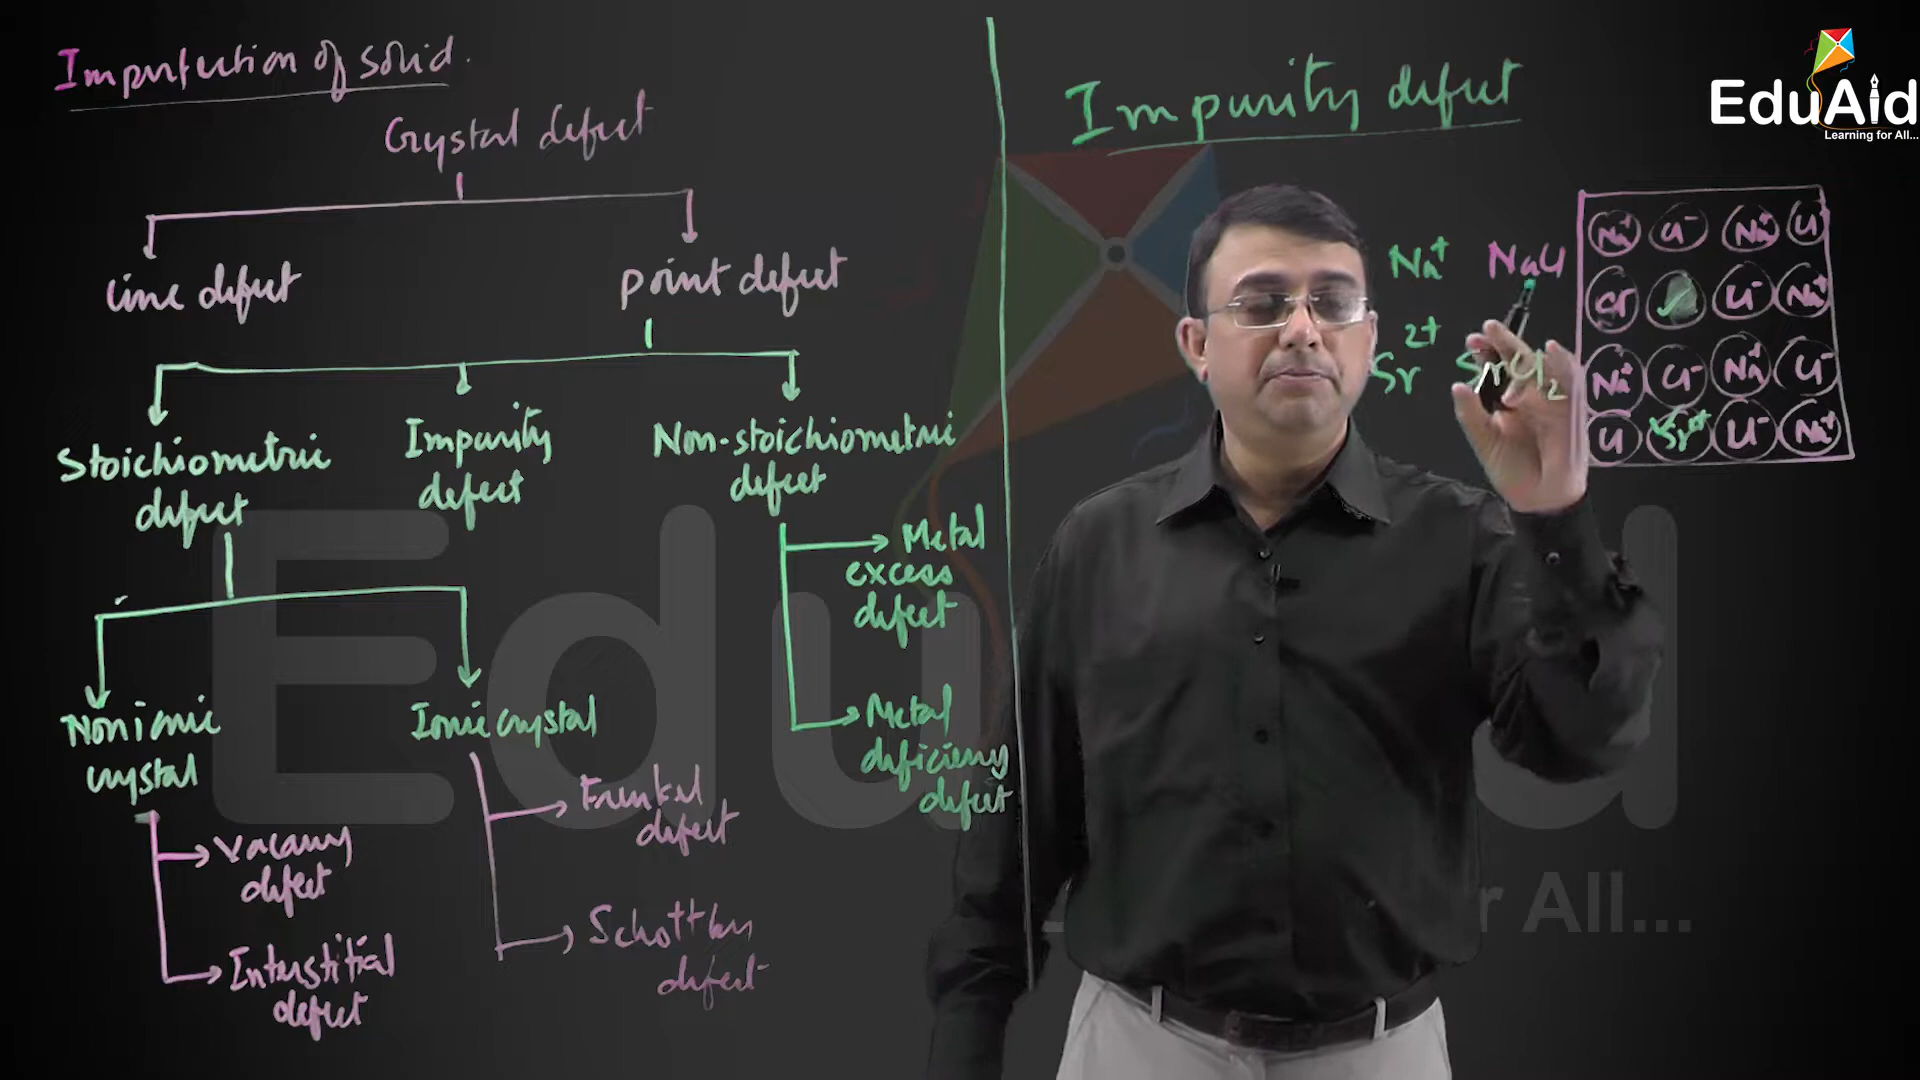 Imperfection of solid.
Crystal defect
Line defect
point defect
Stoichiometric
defect
Impurity
defect
Non-stoichiometric
defect
Metal
excess
defect
Metal
deficiency
defect
Nonionic
crystal
Ionic crystal
Vacancy
defect
Interstitial
defect
Frenkel
defect
Schottky
defect
Impurity defect
Na+ NaCl
Sr2+ SrCl2
Na+ Cl- Na+ Cl
Cl- Cl- Na+
Na+ Cl- Na+ Cl-
Cl Sr2+ Cl- Na+
EduAid
Learning for All...
Edu
r All...